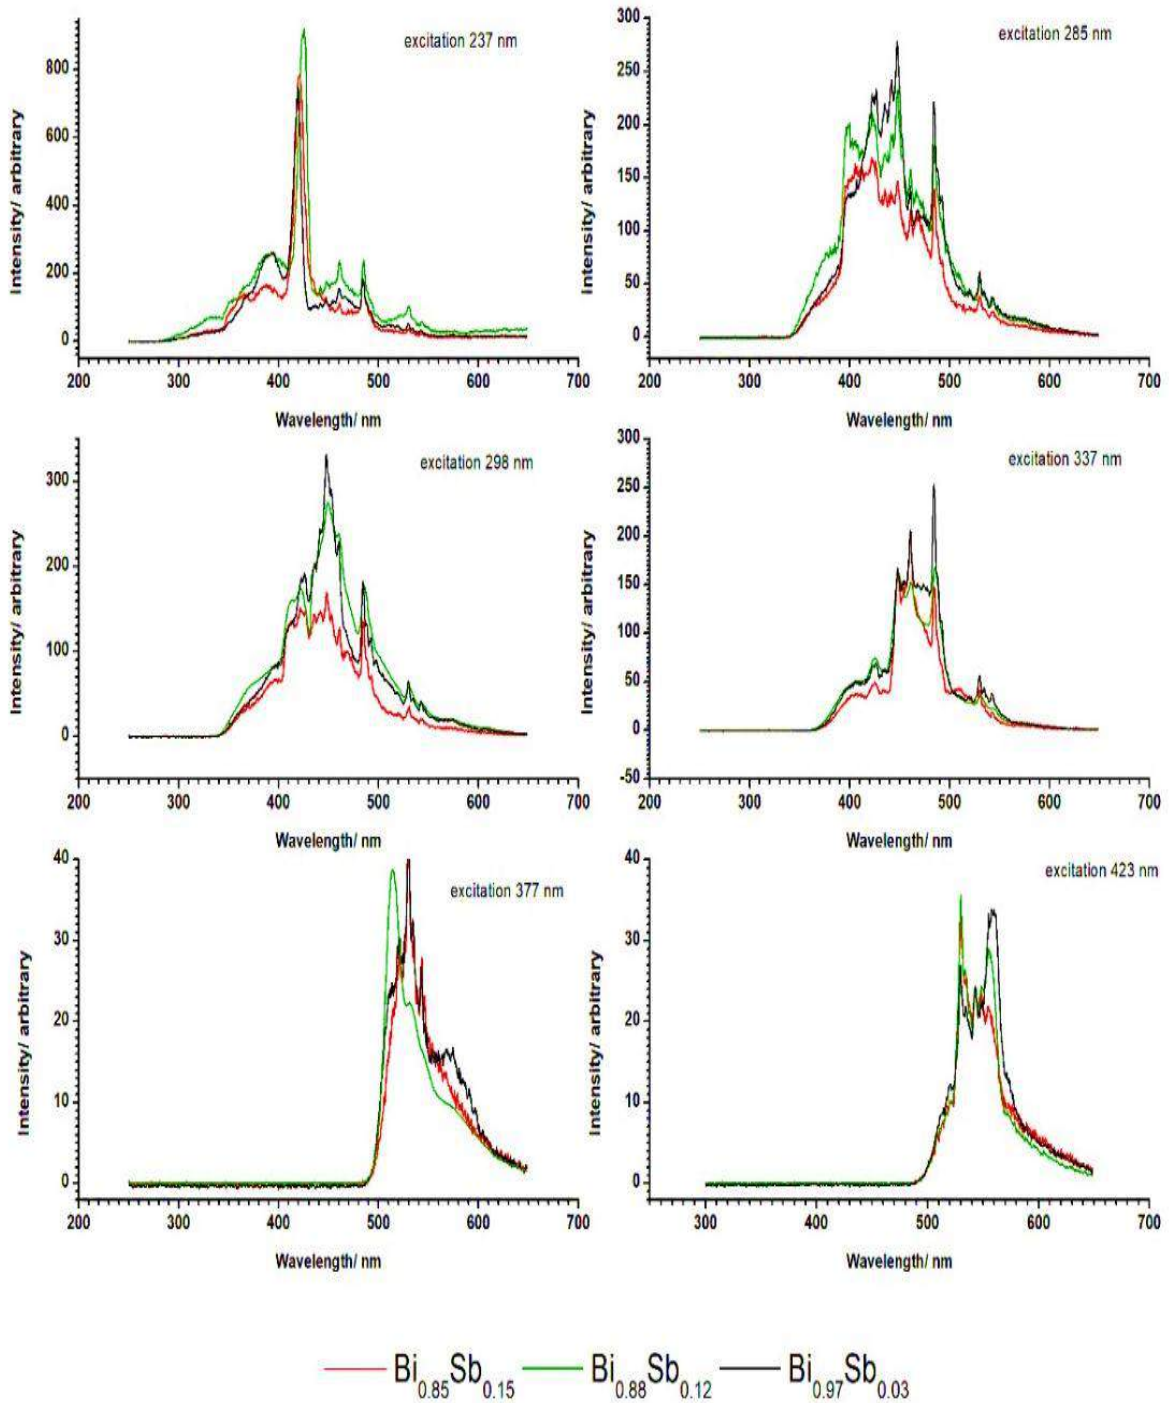 excitation 237 nm
Intensity/ arbitrary
800
600
400
200
0
200 300 400 500 600 700
Wavelength/ nm
excitation 285 nm
Intensity/ arbitrary
300
250
200
150
100
50
0
200 300 400 500 600 700
Wavelength/ nm
excitation 298 nm
Intensity/ arbitrary
300
200
100
0
200 300 400 500 600 700
Wavelength/ nm
excitation 337 nm
Intensity/ arbitrary
300
250
200
150
100
50
0
-50
200 300 400 500 600 700
Wavelength/ nm
excitation 377 nm
Intensity/ arbitrary
40
30
20
10
0
200 300 400 500 600 700
Wavelength/ nm
excitation 423 nm
Intensity/ arbitrary
40
30
20
10
0
300 400 500 600 700
Wavelength/ nm
Bi0.85Sb0.15 Bi0.88Sb0.12 Bi0.97Sb0.03